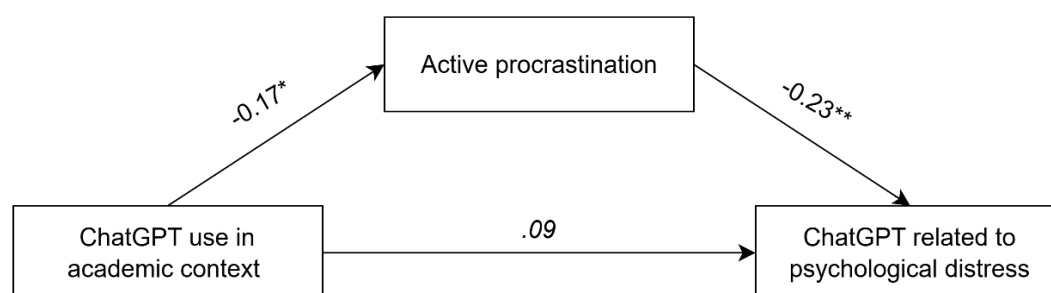 Active procrastination
-0.17*
-0.23**
ChatGPT use in
academic context
.09
ChatGPT related to
psychological distress